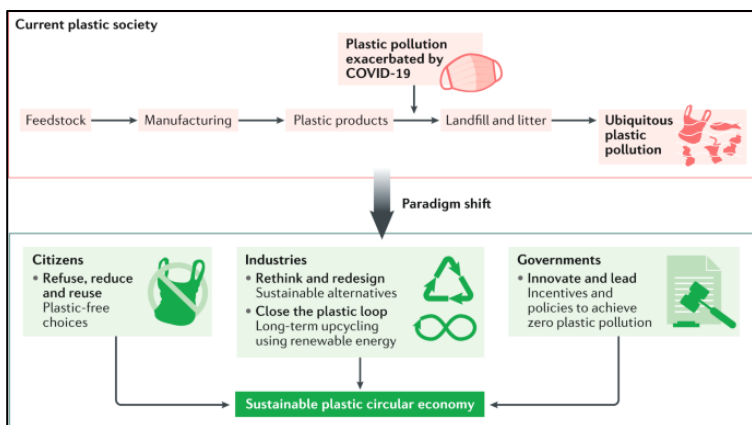 Current plastic society
Plastic pollution
exacerbated by
COVID-19
Feedstock
Manufacturing
Plastic products
Landfill and litter
Ubiquitous
plastic
pollution
Paradigm shift
Citizens
• Refuse, reduce
and reuse
Plastic-free
choices
Industries
• Rethink and redesign
Sustainable alternatives
• Close the plastic loop
Long-term upcycling
using renewable energy
Governments
• Innovate and lead
Incentives and
policies to achieve
zero plastic pollution
Sustainable plastic circular economy